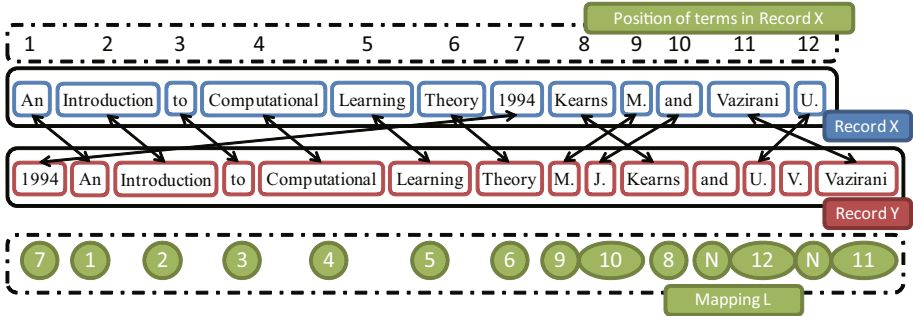 Position of terms in Record X
1 2 3 4 5 6 7 8 9 10 11 12
An Introduction to Computational Learning Theory 1994 Kearns M. and Vazirani U.
Record X
1994 An Introduction to Computational Learning Theory M. J. Kearns and U. V. Vazirani
Record Y
7 1 2 3 4 5 6 9 10 8 N 12 N 11
Mapping L